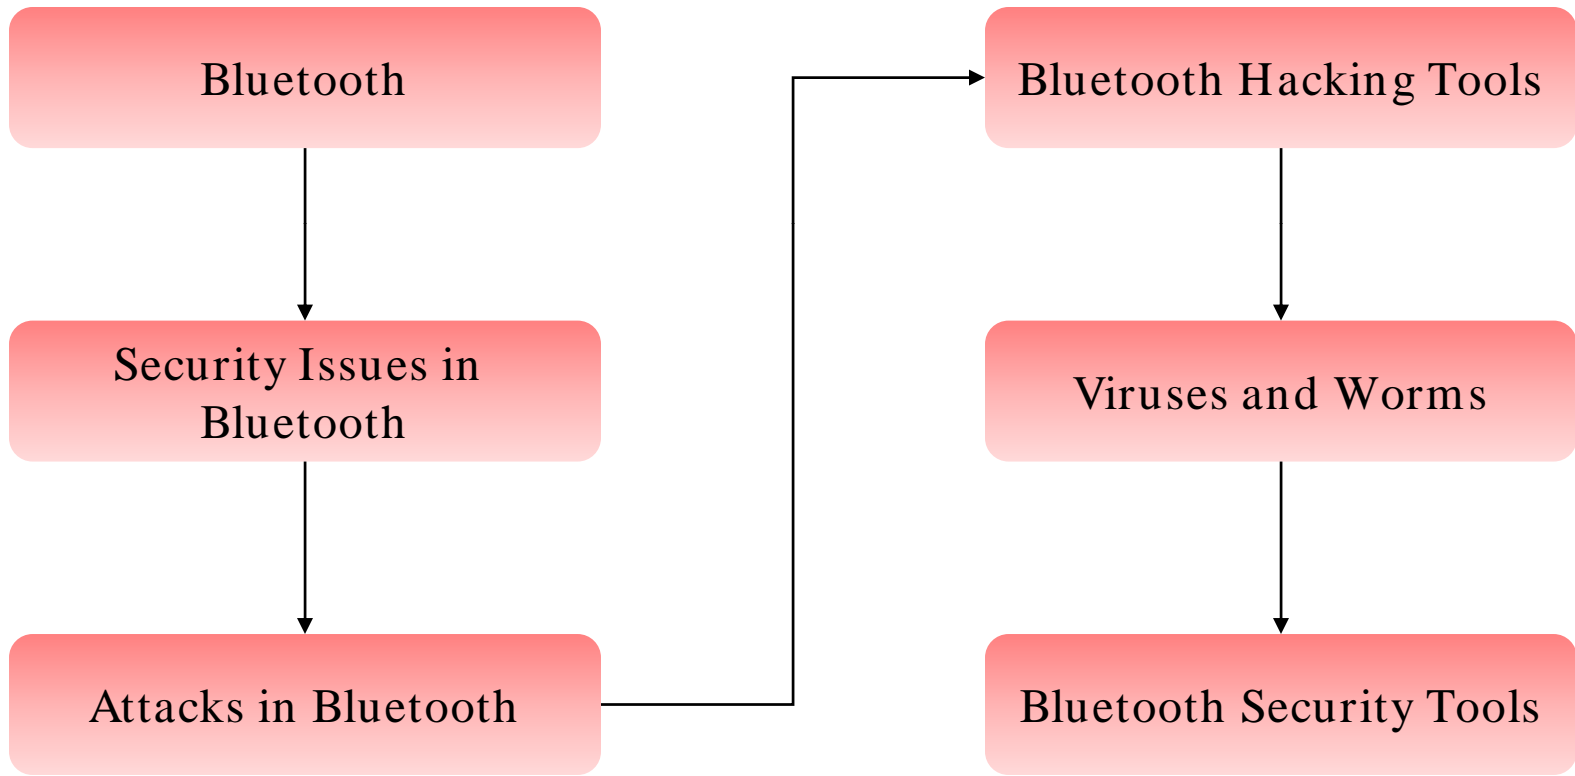 Bluetooth
Security Issues in
Bluetooth
Attacks in Bluetooth
Bluetooth Hacking Tools
Viruses and Worms
Bluetooth Security Tools